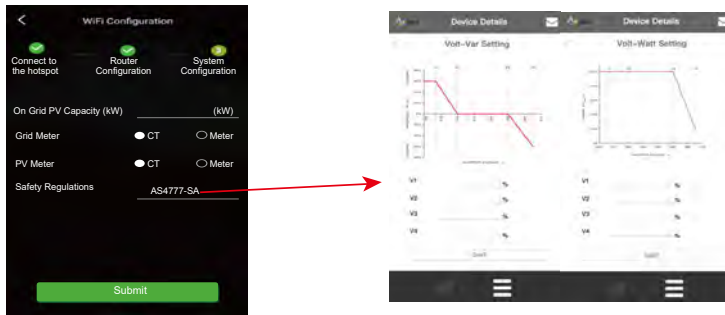 WiFi Configuration
Connect to
the hotspot
Router
Configuration
System
Configuration
On Grid PV Capacity (kW)
(kW)
Grid Meter
CT
Meter
PV Meter
CT
Meter
Safety Regulations
AS4777-SA
Submit
Device Details
Volt-Var Setting
V1
%
V2
%
V3
%
V4
%
Device Details
Volt-Watt Setting
V1
%
V2
%
V3
%
V4
%